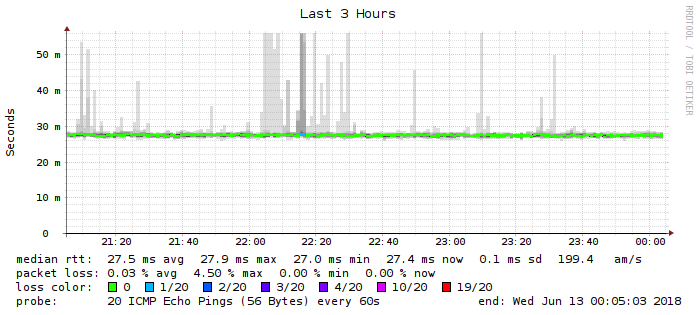 Last 3 Hours
RRDTOOL / TOBI OETIKER
Seconds
50 m
40 m
30 m
20 m
10 m
0
21:20 21:40 22:00 22:20 22:40 23:00 23:20 23:40 00:00
median rtt: 27.5 ms avg 27.9 ms max 27.0 ms min 27.4 ms now 0.1 ms sd 199.4 am/s
packet loss: 0.03 % avg 4.50 % max 0.00 % min 0.00 % now
loss color: 0 1/20 2/20 3/20 4/20 10/20 19/20
probe: 20 ICMP Echo Pings (56 Bytes) every 60s end: Wed Jun 13 00:05:03 2018